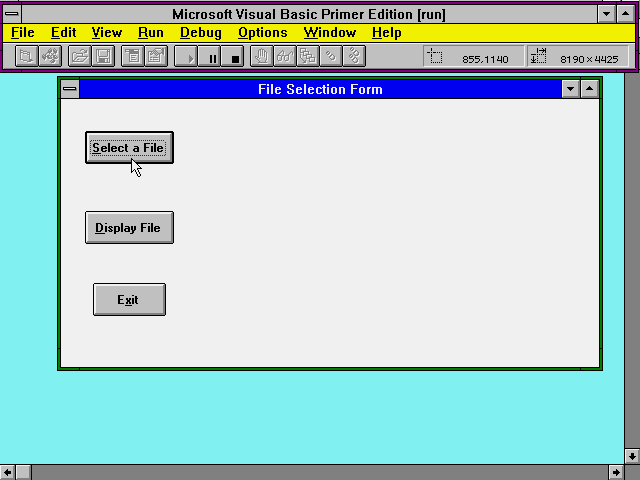 Microsoft Visual Basic Primer Edition [run]
File Edit View Run Debug Options Window Help
855,1140 8190×4425
File Selection Form
Select a File
Display File
Exit